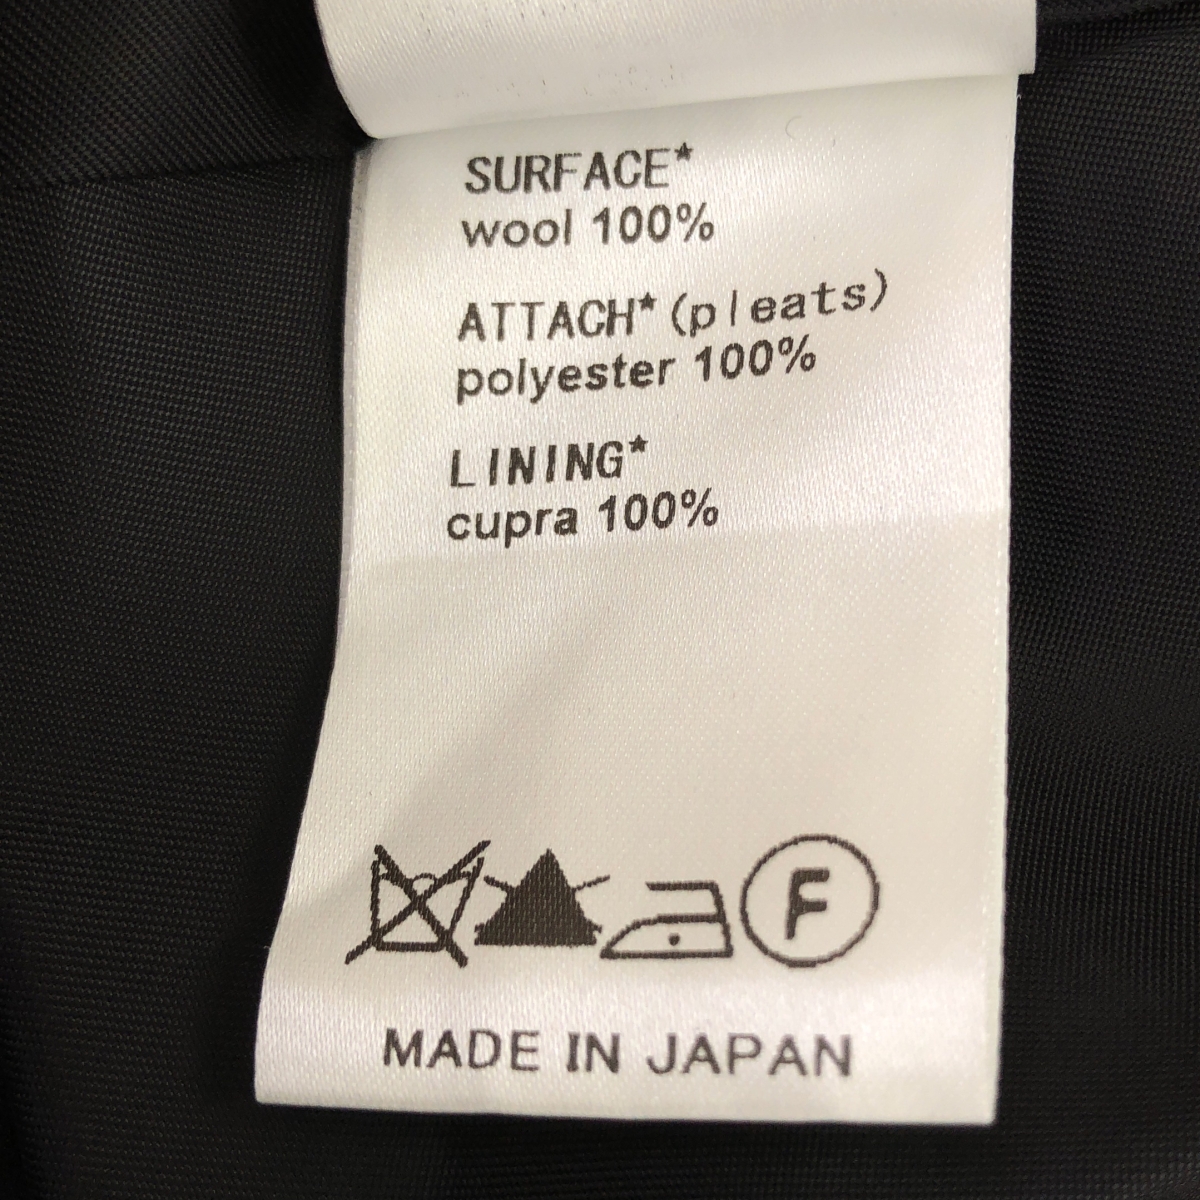 SURFACE*
wool 100%
ATTACH*(pleats)
polyester 100%
LINING*
cupra 100%
F
MADE IN JAPAN